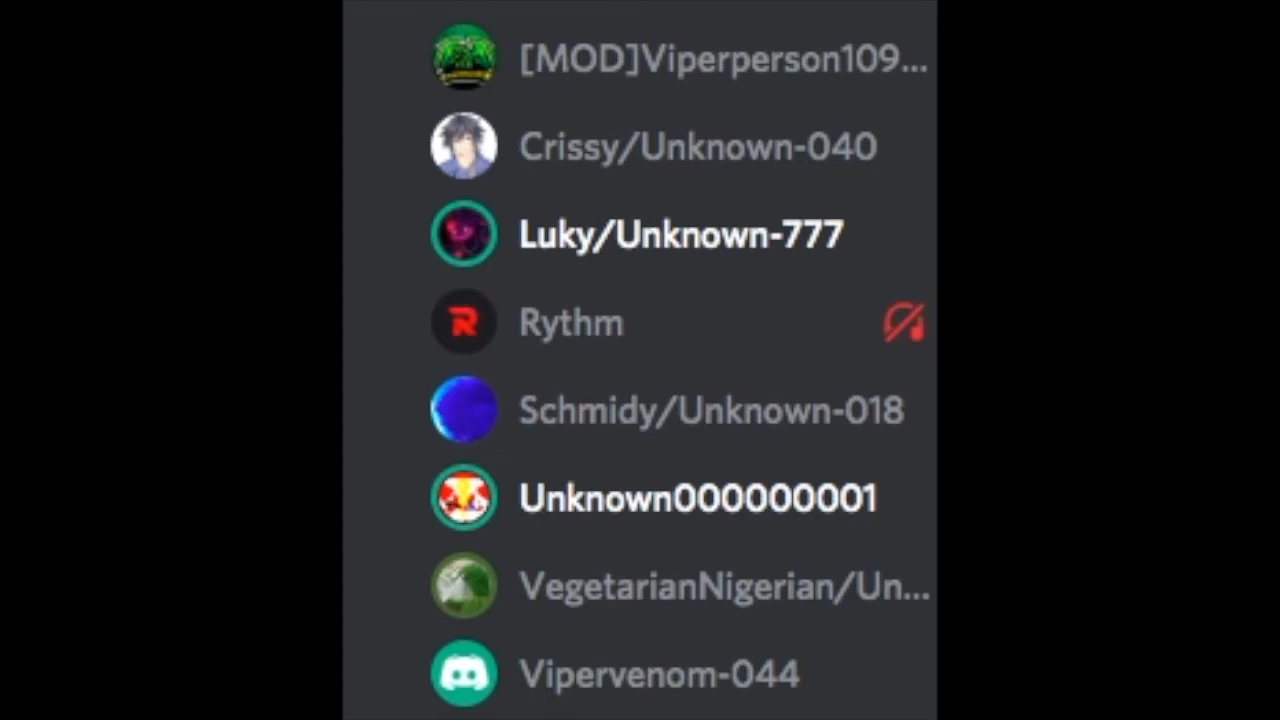 [MOD]Viperperson109...
Crissy/Unknown-040
Luky/Unknown-777
Rythm
Schmidy/Unknown-018
Unknown000000001
VegetarianNigerian/Un...
Vipervenom-044